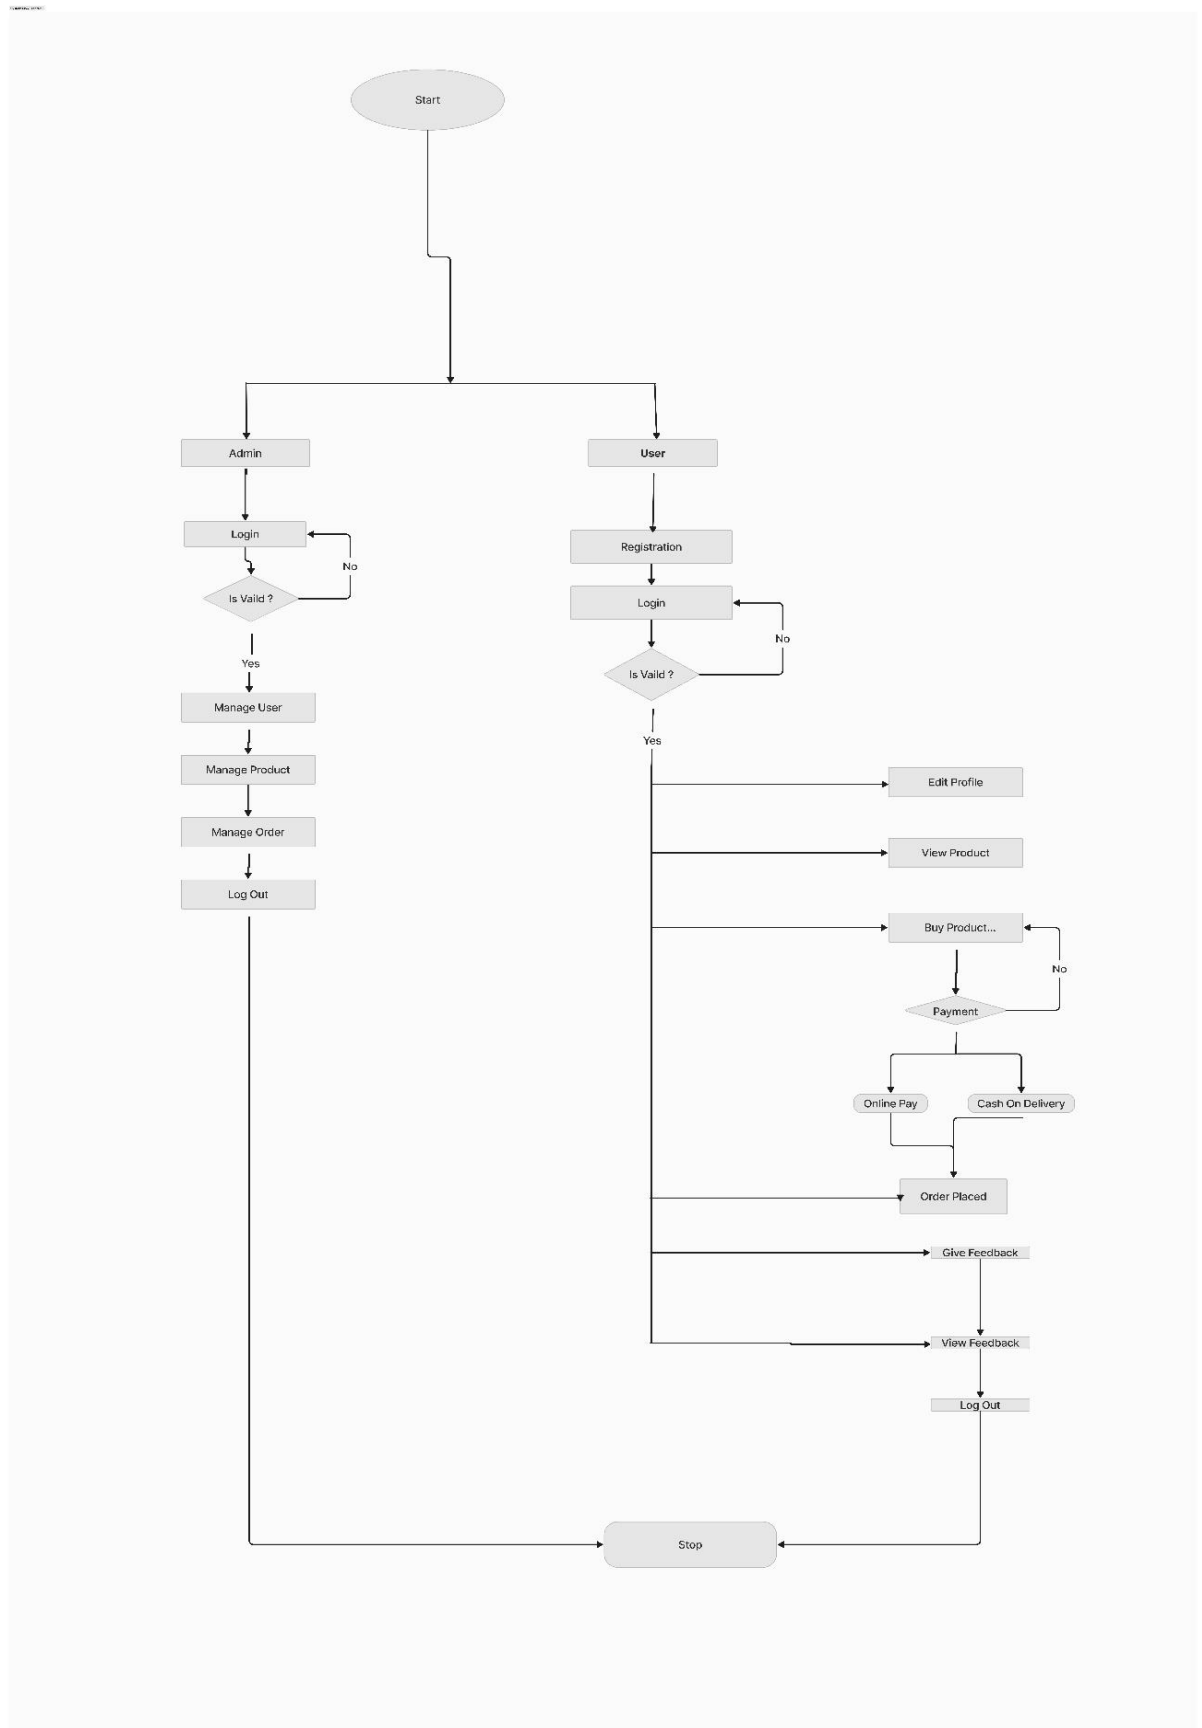 Start
Admin
Login
No
Is Vaild ?
Yes
Manage User
Manage Product
Manage Order
Log Out
User
Registration
Login
No
Is Vaild ?
Yes
Edit Profile
View Product
Buy Product...
No
Payment
Online Pay
Cash On Delivery
Order Placed
Give Feedback
View Feedback
Log Out
Stop